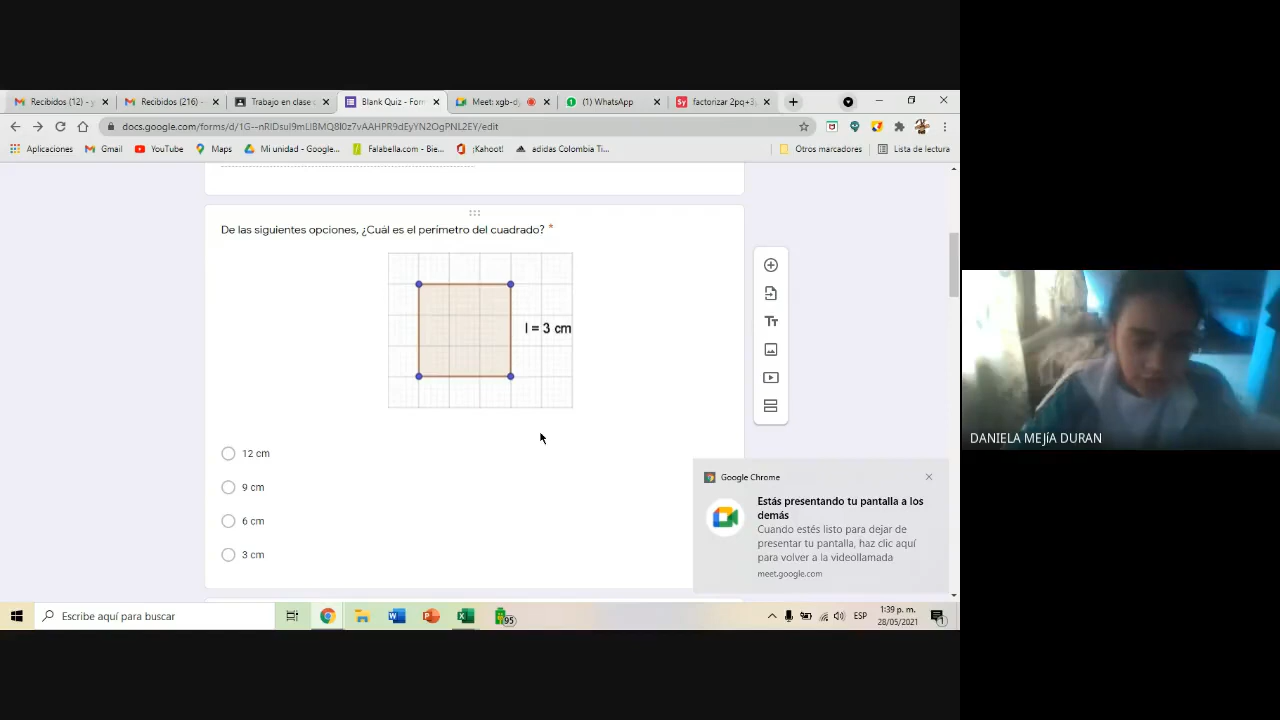 Recibidos (12) - y
Recibidos (216) -
Trabajo en clase d
Blank Quiz - Form
Meet: xgb-d
(1) WhatsApp
factorizar 2pq+3
docs.google.com/forms/d/
/edit
Aplicaciones
Gmail
YouTube
Maps
Mi unidad - Google...
Falabella.com - Bie...
¡Kahoot!
adidas Colombia Ti...
Otros marcadores
Lista de lectura
De las siguientes opciones, ¿Cuál es el perimetro del cuadrado? *
l = 3 cm
12 cm
9 cm
6 cm
3 cm
Tt
Google Chrome
Estás presentando tu pantalla a los
demás
Cuando estés listo para dejar de
presentar tu pantalla, haz clic aquí
para volver a la videollamada
meet.google.com
DANIELA MEJíA DURAN
Escribe aquí para buscar
95
ESP
1:39 p. m.
28/05/2021
1